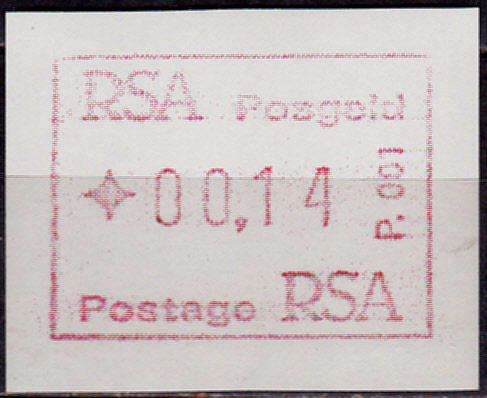 RSA Posgeld
00,14
P. 001
Postage RSA